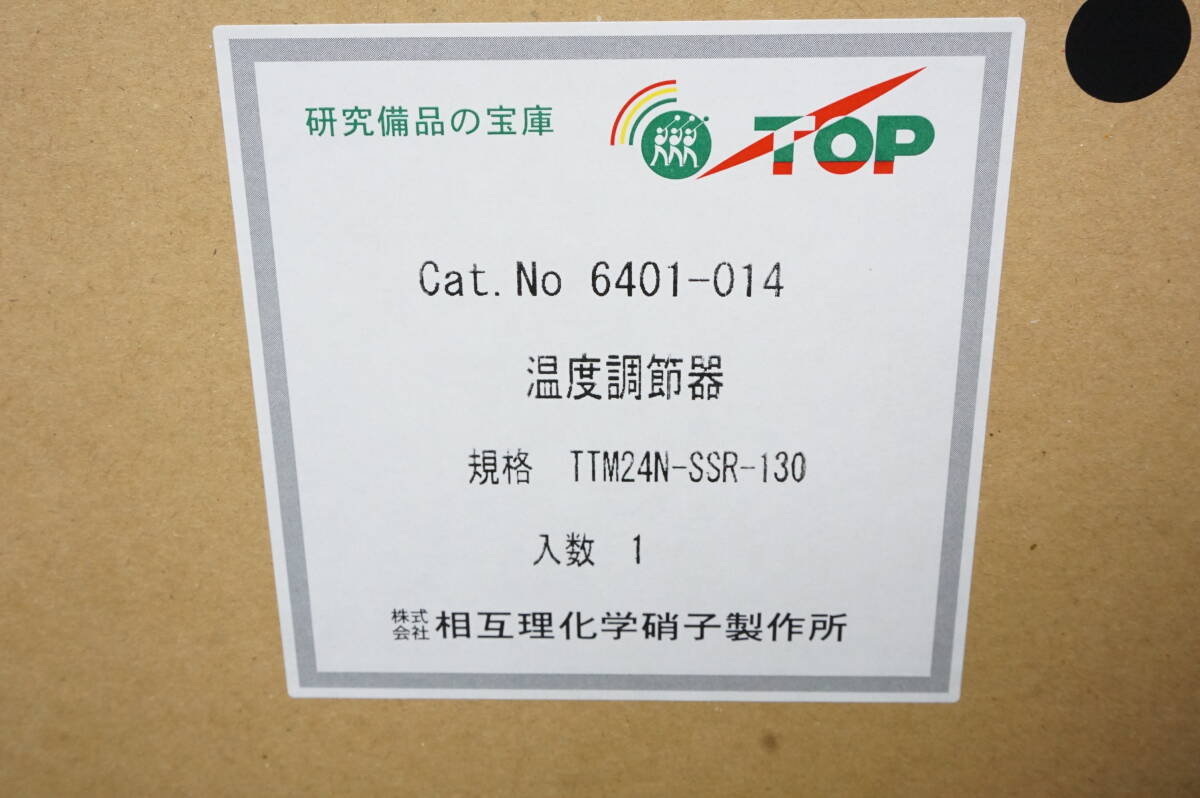 研究備品の宝庫
TOP
Cat.No 6401-014
温度調節器
規格 TTM24N-SSR-130
入数 1
株式会社 相互理化学硝子製作所